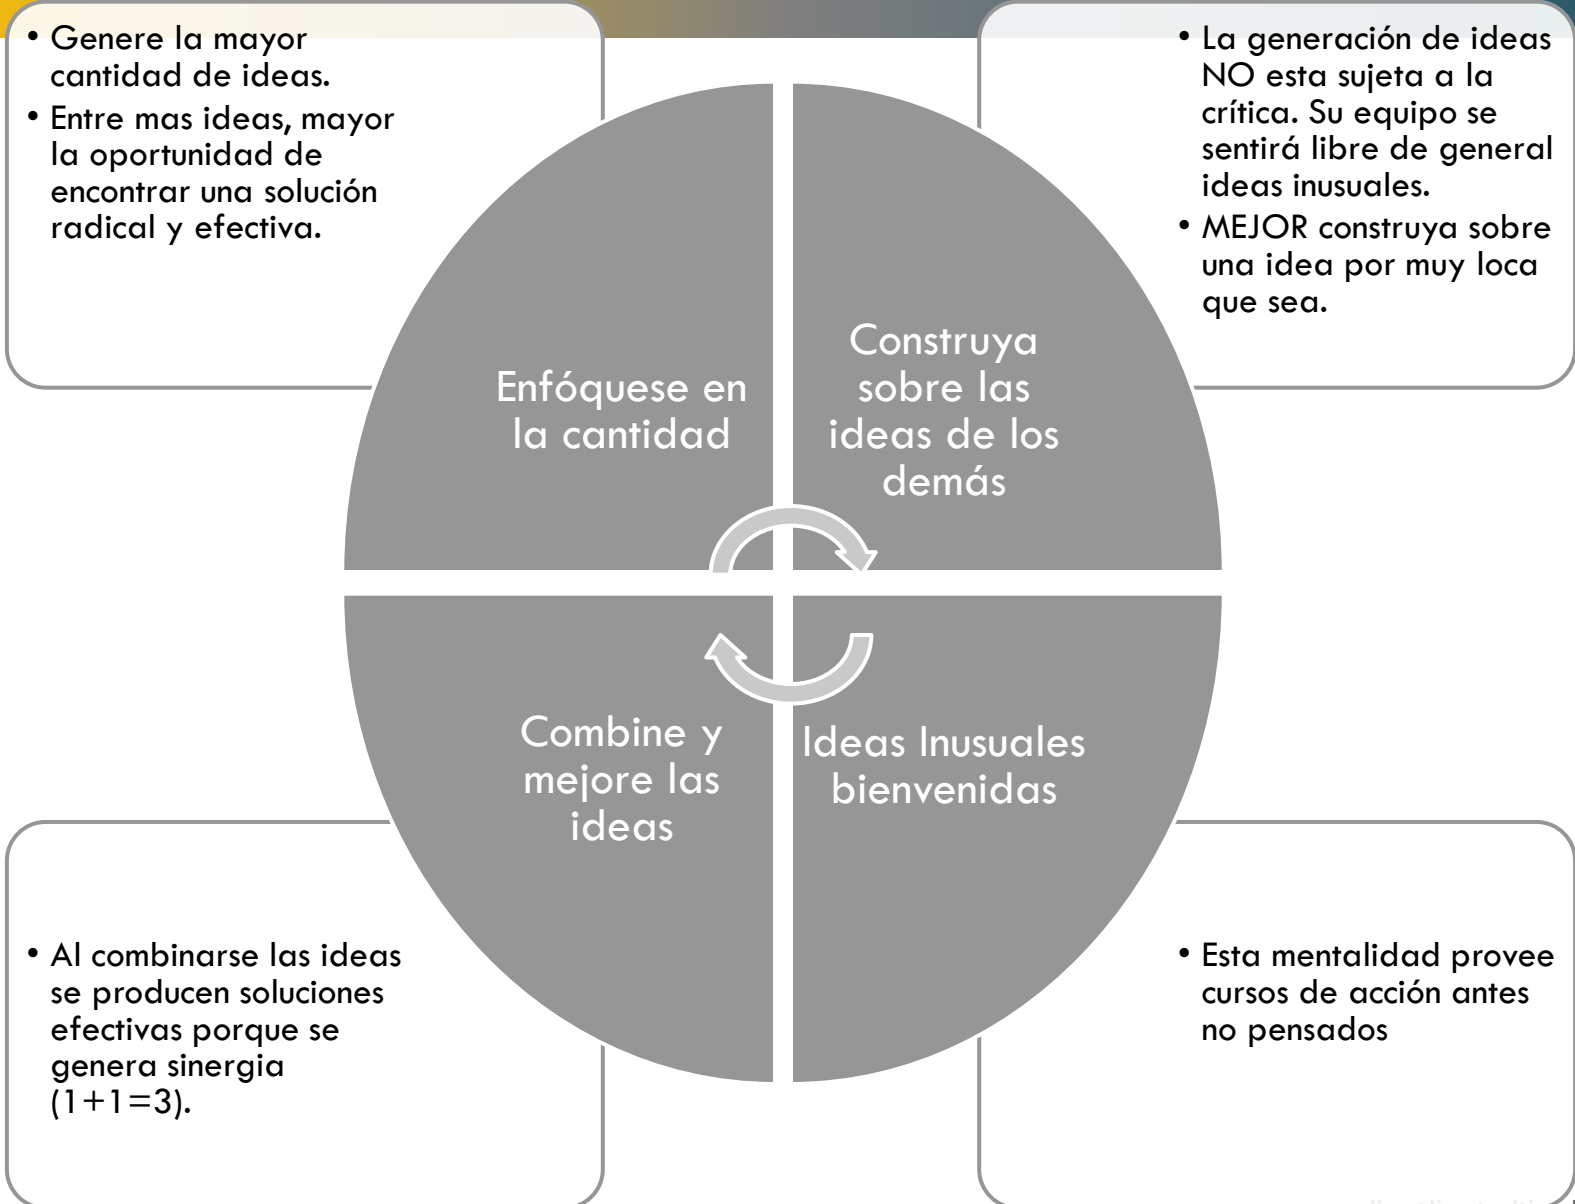 • Genere la mayor
cantidad de ideas.
• Entre mas ideas, mayor
la oportunidad de
encontrar una solución
radical y efectiva.
• La generación de ideas
NO esta sujeta a la
crítica. Su equipo se
sentirá libre de general
ideas inusuales.
• MEJOR construya sobre
una idea por muy loca
que sea.
Enfóquese en
la cantidad
Construya
sobre las
ideas de los
demás
Combine y
mejore las
ideas
Ideas Inusuales
bienvenidas
• Al combinarse las ideas
se producen soluciones
efectivas porque se
genera sinergia
(1+1=3).
• Esta mentalidad provee
cursos de acción antes
no pensados